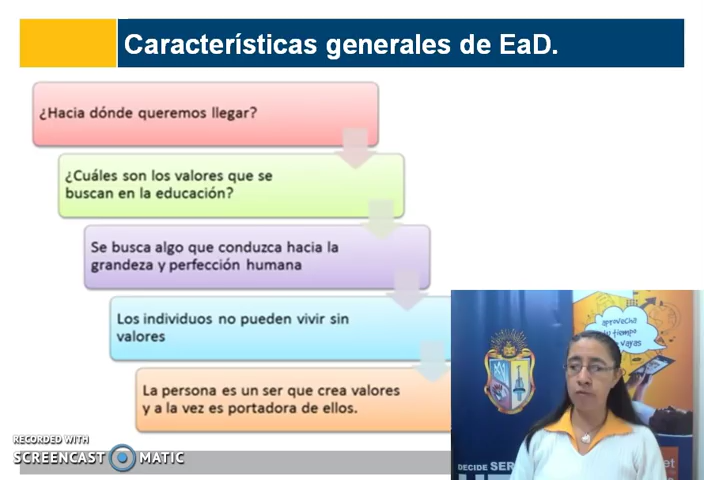 Características generales de EaD.
¿Hacia dónde queremos llegar?
¿Cuáles son los valores que se
buscan en la educación?
Se busca algo que conduzca hacia la
grandeza y perfección humana
Los individuos no pueden vivir sin
valores
La persona es un ser que crea valores
y a la vez es portadora de ellos.
aprovecha
tu tiempo
vayas
DECIDE SER
RECORDED WITH
SCREENCAST MATIC